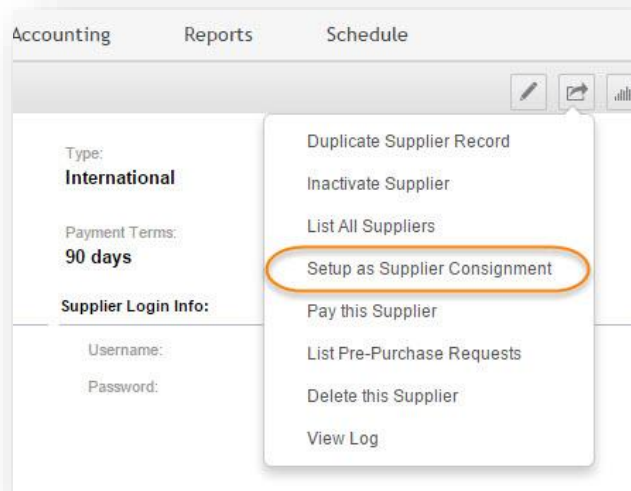 Accounting Reports Schedule
Type:
International
Payment Terms:
90 days
Supplier Login Info:
Username:
Password:
Duplicate Supplier Record
Inactivate Supplier
List All Suppliers
Setup as Supplier Consignment
Pay this Supplier
List Pre-Purchase Requests
Delete this Supplier
View Log